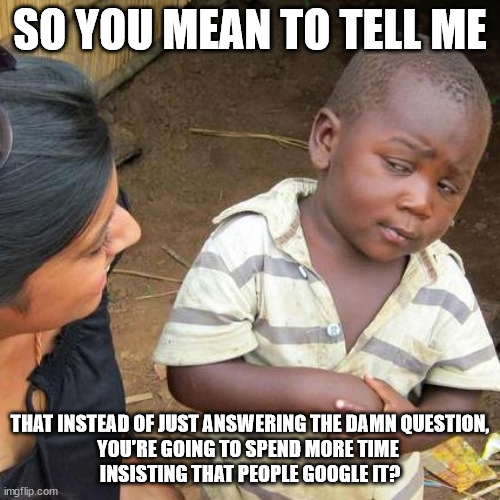 SO YOU MEAN TO TELL ME
THAT INSTEAD OF JUST ANSWERING THE DAMN QUESTION,
YOU'RE GOING TO SPEND MORE TIME
INSISTING THAT PEOPLE GOOGLE IT?
imgflip.com